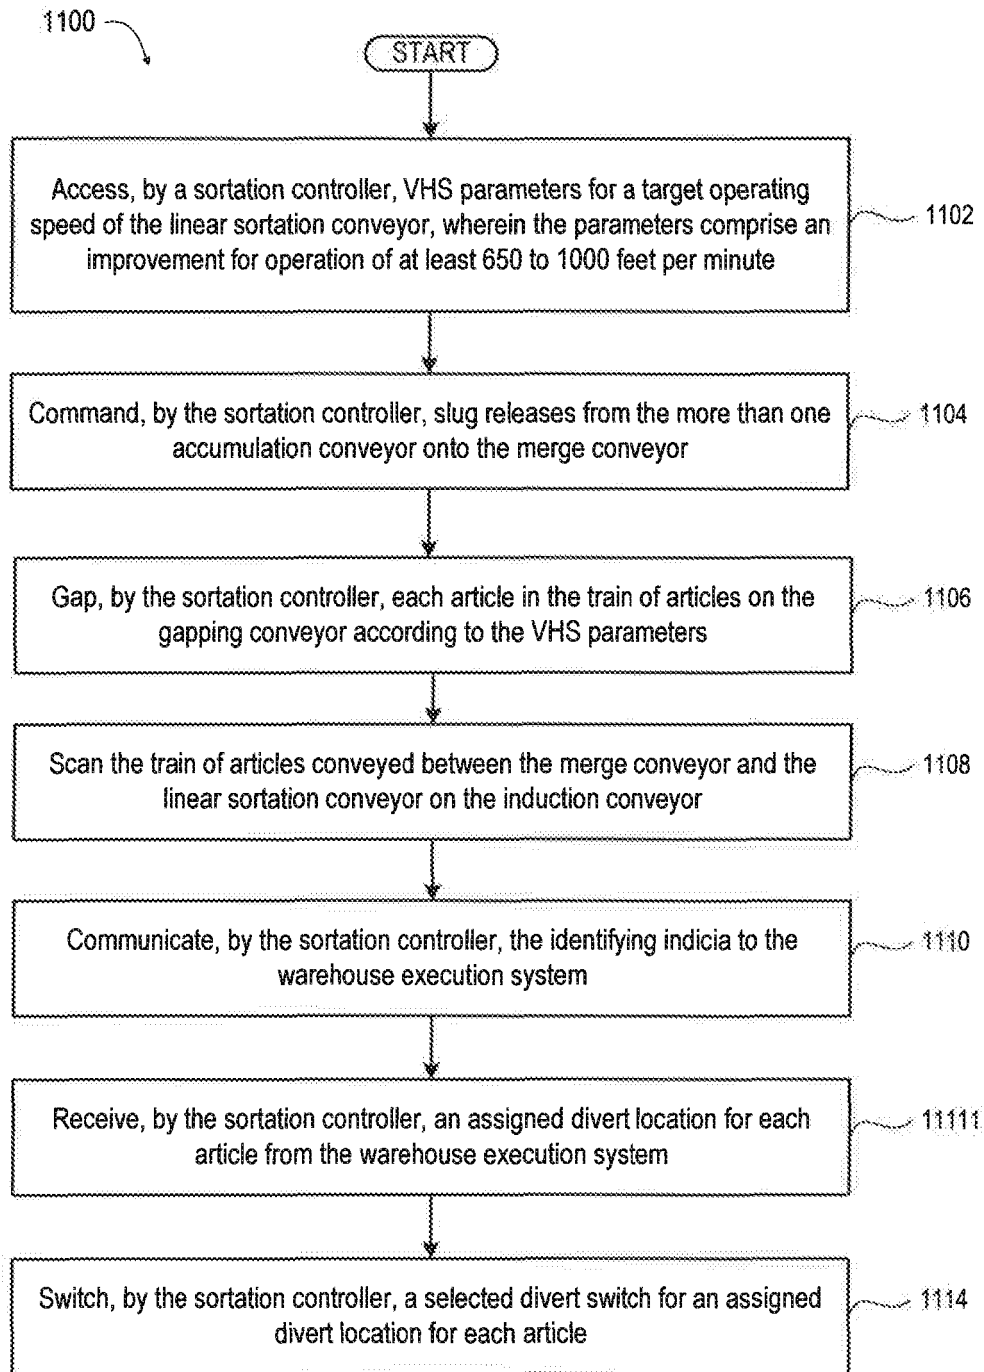 1100
START
Access, by a sortation controller, VHS parameters for a target operating
speed of the linear sortation conveyor, wherein the parameters comprise an
improvement for operation of at least 650 to 1000 feet per minute
1102
Command, by the sortation controller, slug releases from the more than one
accumulation conveyor onto the merge conveyor
1104
Gap, by the sortation controller, each article in the train of articles on the
gapping conveyor according to the VHS parameters
1106
Scan the train of articles conveyed between the merge conveyor and the
linear sortation conveyor on the induction conveyor
1108
Communicate, by the sortation controller, the identifying indicia to the
warehouse execution system
1110
Receive, by the sortation controller, an assigned divert location for each
article from the warehouse execution system
11111
Switch, by the sortation controller, a selected divert switch for an assigned
divert location for each article
1114